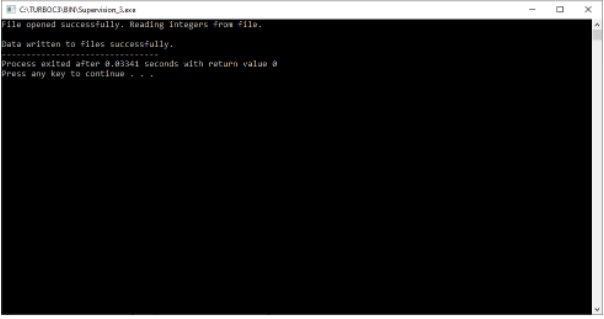 C:\TURBOC3\BIN\Supervision_3.exe
File opened successfully. Reading integers from file.
Data written to files successfully.
--------------------------------
Process exited after 0.03341 seconds with return value 0
Press any key to continue . . .